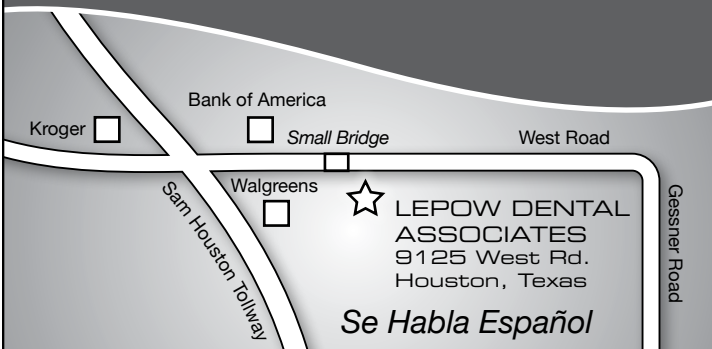 Bank of America
Kroger
Small Bridge
West Road
Walgreens
Sam Houston Tollway
LEPOW DENTAL
ASSOCIATES
9125 West Rd.
Houston, Texas
Gessner Road
Se Habla Español